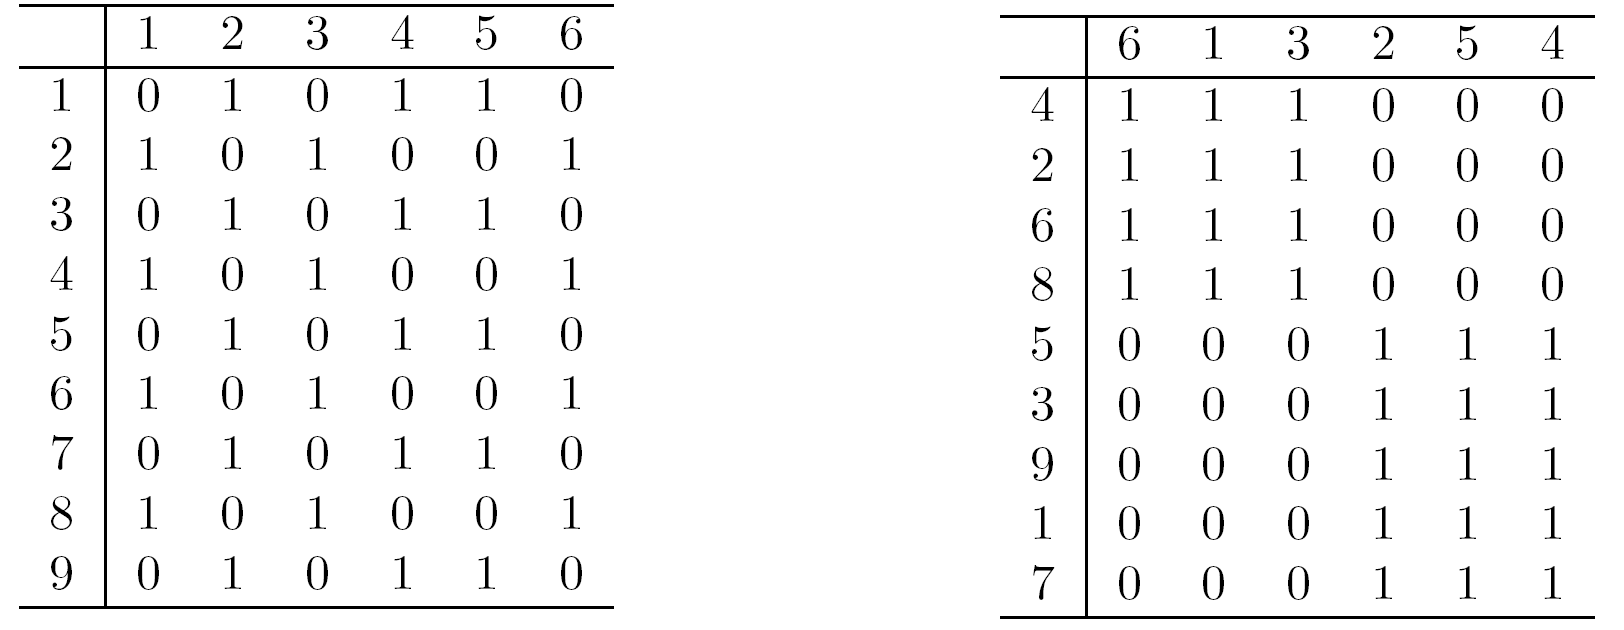 1 2 3 4 5 6
1 0 1 0 1 1 0
2 1 0 1 0 0 1
3 0 1 0 1 1 0
4 1 0 1 0 0 1
5 0 1 0 1 1 0
6 1 0 1 0 0 1
7 0 1 0 1 1 0
8 1 0 1 0 0 1
9 0 1 0 1 1 0
6 1 3 2 5 4
4 1 1 1 0 0 0
2 1 1 1 0 0 0
6 1 1 1 0 0 0
8 1 1 1 0 0 0
5 0 0 0 1 1 1
3 0 0 0 1 1 1
9 0 0 0 1 1 1
1 0 0 0 1 1 1
7 0 0 0 1 1 1